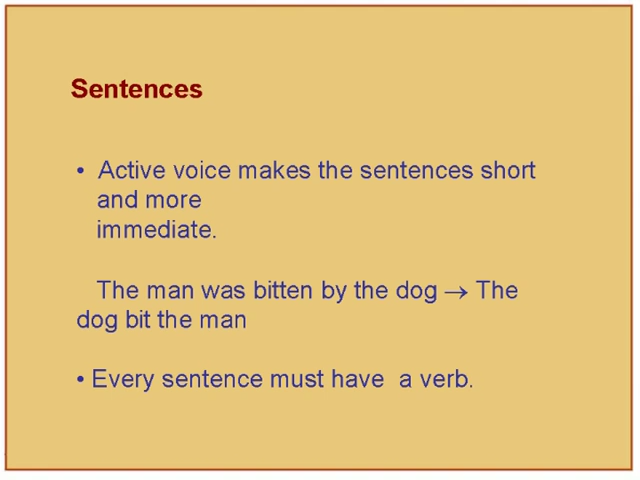 Sentences
• Active voice makes the sentences short
and more
immediate.
The man was bitten by the dog → The
dog bit the man
• Every sentence must have a verb.